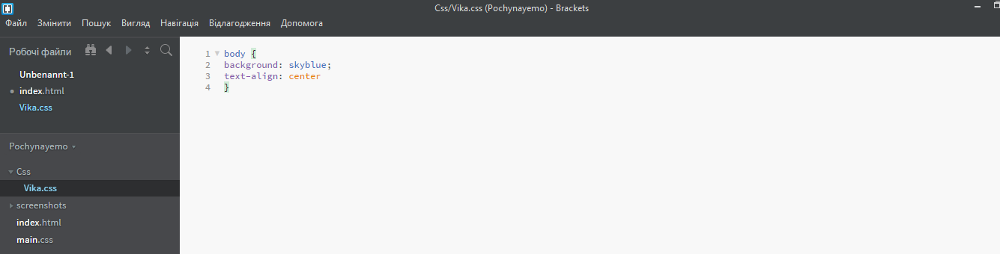 Css/Vika.css (Pochynayemo) - Brackets
Файл Змінити Пошук Вигляд Навігація Відлагодження Допомога
Робочі файли
Unbenannt-1
index.html
Vika.css
Pochynayemo
Css
Vika.css
screenshots
index.html
main.css
1 body {
2 background: skyblue;
3 text-align: center
4 }